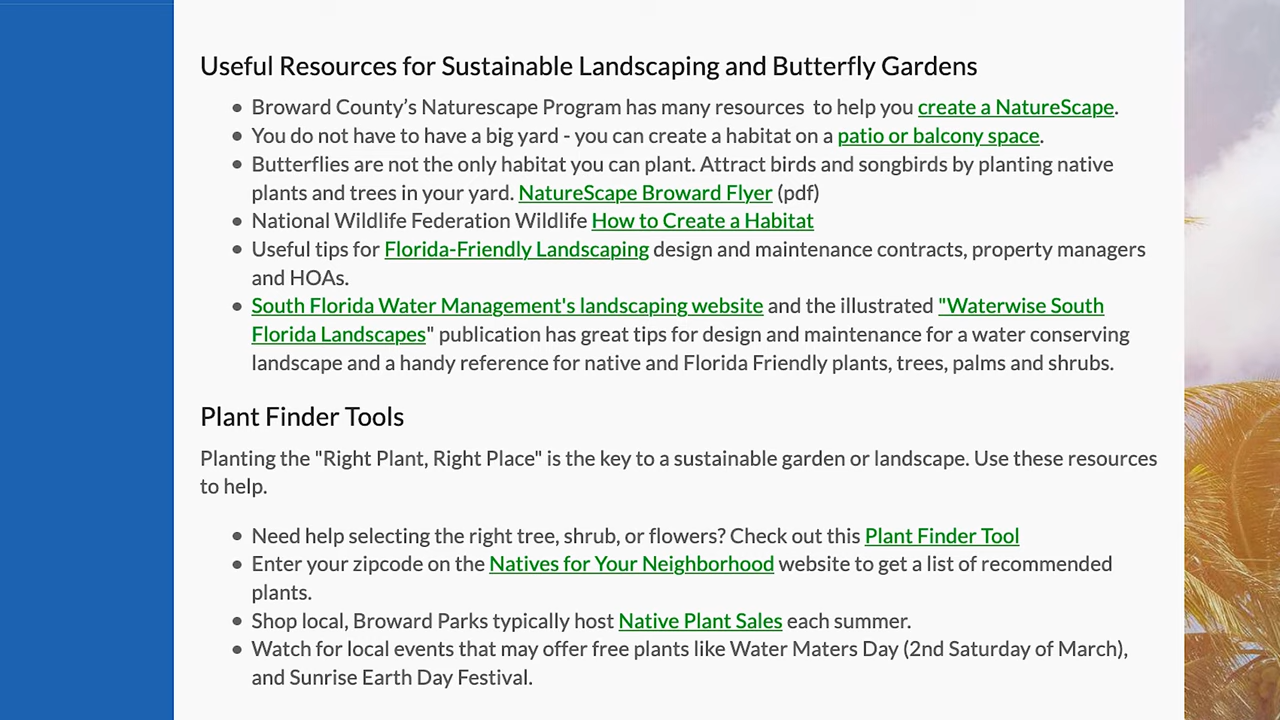 Useful Resources for Sustainable Landscaping and Butterfly Gardens
• Broward County’s Naturescape Program has many resources  to help you create a NatureScape.
• You do not have to have a big yard - you can create a habitat on a patio or balcony space.
• Butterflies are not the only habitat you can plant. Attract birds and songbirds by planting native
plants and trees in your yard. NatureScape Broward Flyer (pdf)
• National Wildlife Federation Wildlife How to Create a Habitat
• Useful tips for Florida-Friendly Landscaping design and maintenance contracts, property managers
and HOAs.
• South Florida Water Management's landscaping website and the illustrated "Waterwise South
Florida Landscapes" publication has great tips for design and maintenance for a water conserving
landscape and a handy reference for native and Florida Friendly plants, trees, palms and shrubs.
Plant Finder Tools
Planting the "Right Plant, Right Place" is the key to a sustainable garden or landscape. Use these resources
to help.
• Need help selecting the right tree, shrub, or flowers? Check out this Plant Finder Tool
• Enter your zipcode on the Natives for Your Neighborhood website to get a list of recommended
plants.
• Shop local, Broward Parks typically host Native Plant Sales each summer.
• Watch for local events that may offer free plants like Water Maters Day (2nd Saturday of March),
and Sunrise Earth Day Festival.